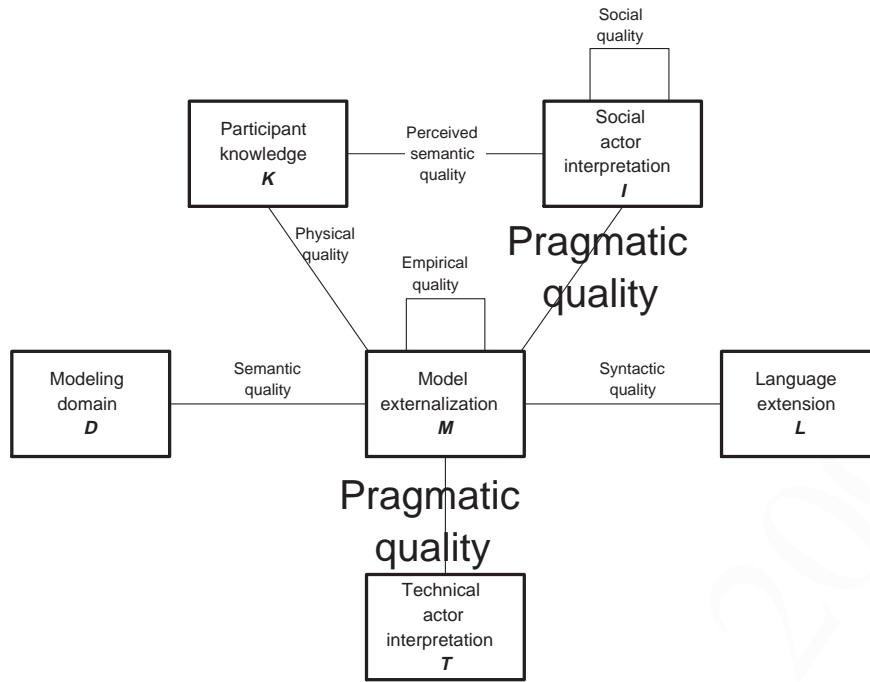 Social
quality
Participant
knowledge
K
Perceived
semantic
quality
Social
actor
interpretation
I
Physical
quality
Empirical
quality
Pragmatic
quality
Modeling
domain
D
Semantic
quality
Model
externalization
M
Syntactic
quality
Language
extension
L
Pragmatic
quality
Technical
actor
interpretation
T